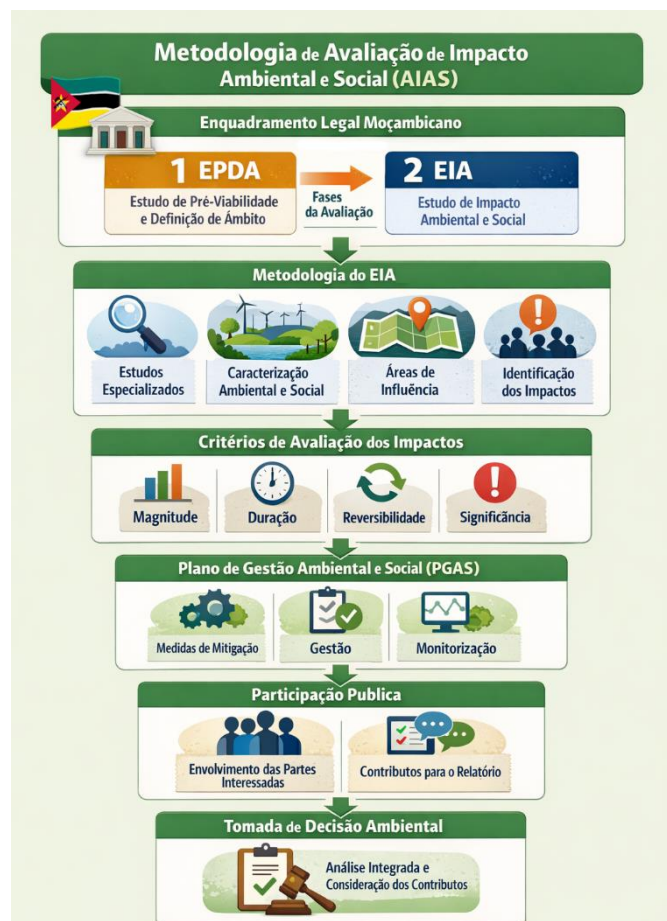 Metodologia de Avaliação de Impacto
Ambiental e Social (AIAS)
Enquadramento Legal Moçambicano
1 EPDA
Estudo de Pré-Viabilidade
e Definição de Âmbito
Fases
da Avaliação
2 EIA
Estudo de Impacto
Ambiental e Social
Metodologia do EIA
Estudos
Especializados
Caracterização
Ambiental e Social
Áreas de
Influência
Identificação
dos Impactos
Critérios de Avaliação dos Impactos
Magnitude
Duração
Reversibilidade
Significância
Plano de Gestão Ambiental e Social (PGAS)
Medidas de Mitigação
Gestão
Monitorização
Participação Publica
Envolvimento das Partes
Interessadas
Contributos para o Relatório
Tomada de Decisão Ambiental
Análise Integrada e
Consideração dos Contributos